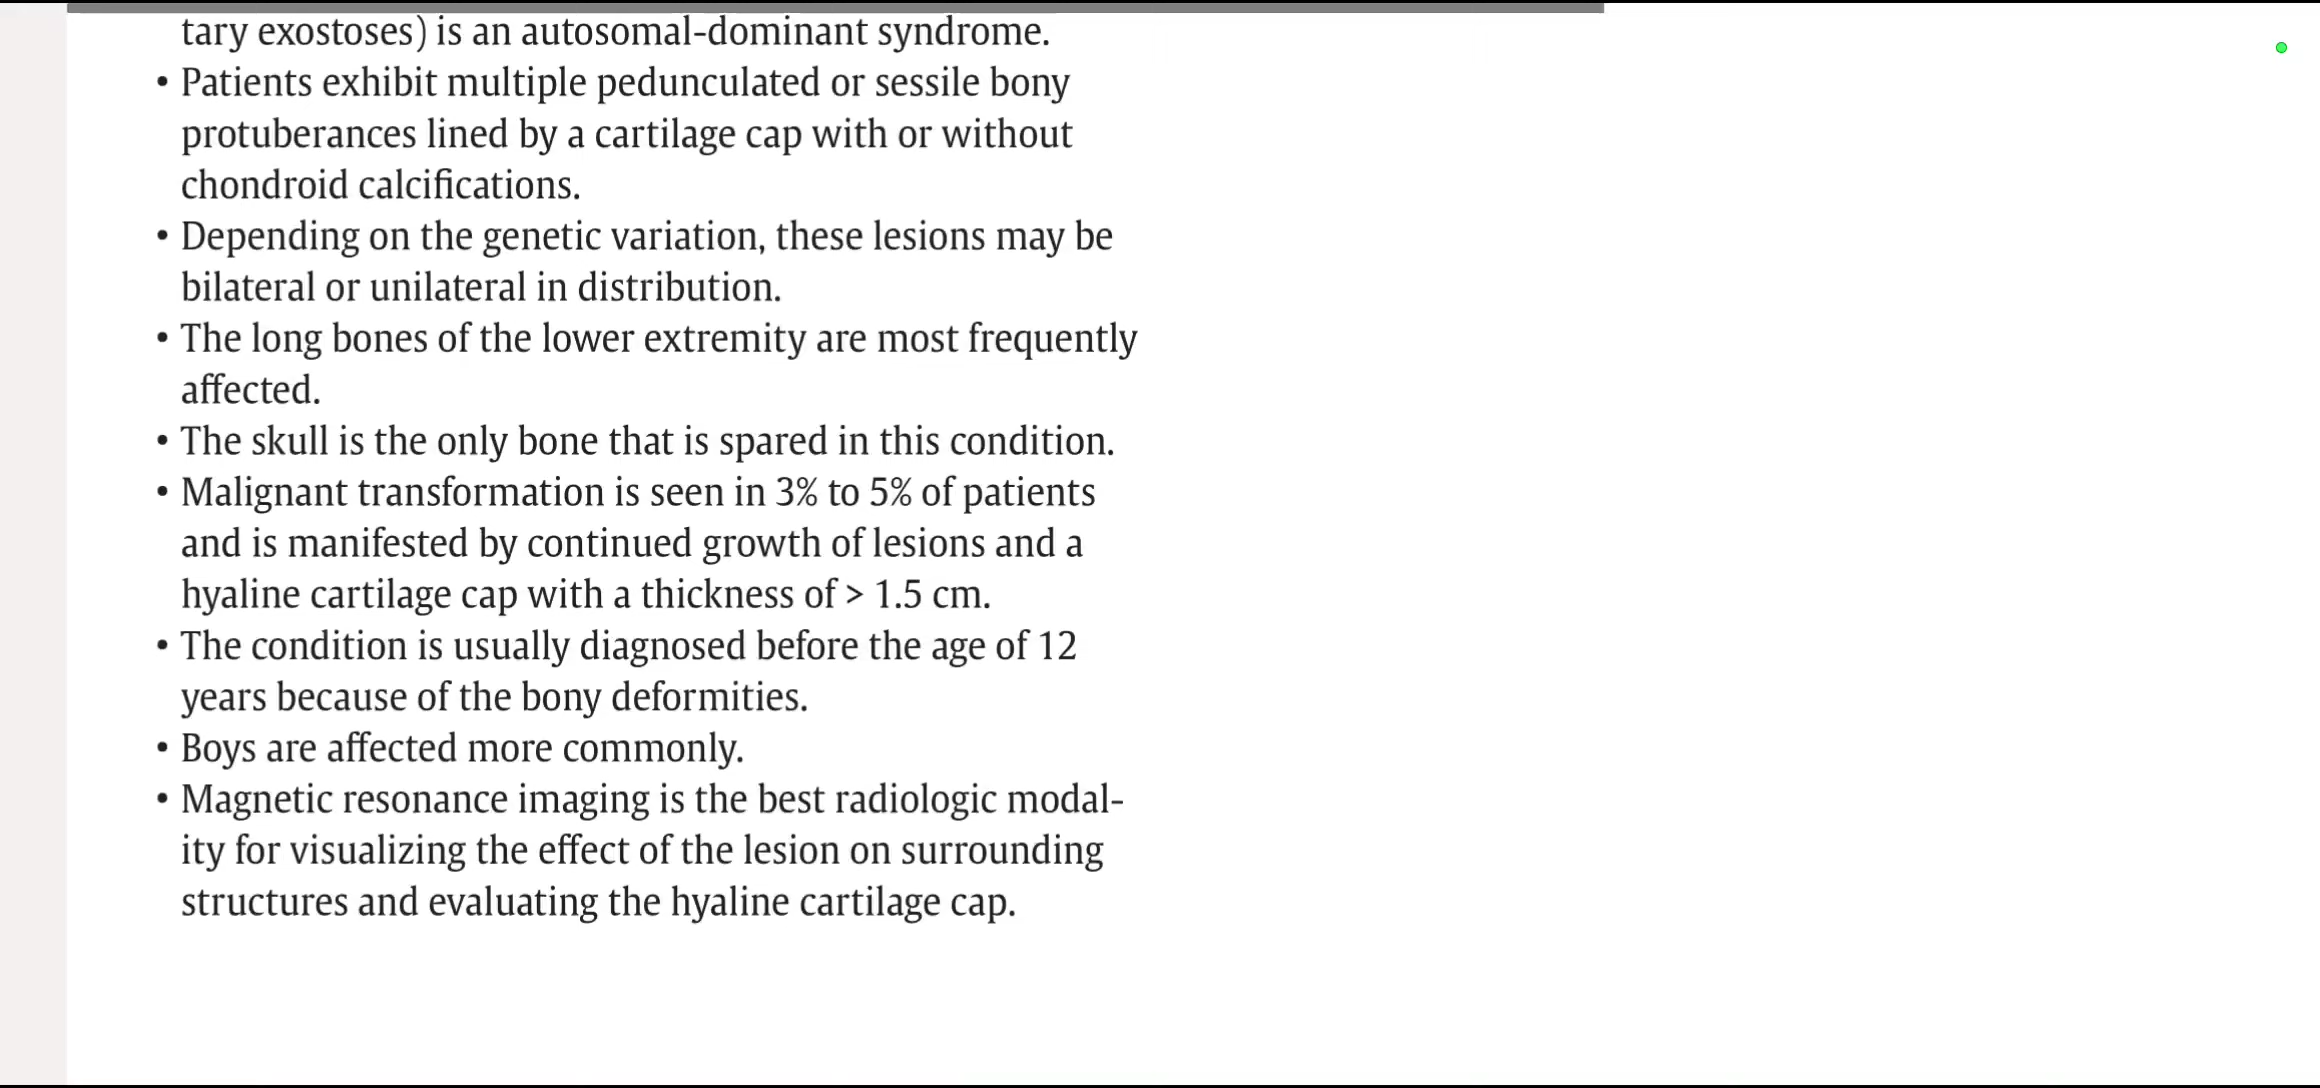 tary exostoses) is an autosomal-dominant syndrome.
• Patients exhibit multiple pedunculated or sessile bony
protuberances lined by a cartilage cap with or without
chondroid calcifications.
• Depending on the genetic variation, these lesions may be
bilateral or unilateral in distribution.
• The long bones of the lower extremity are most frequently
affected.
• The skull is the only bone that is spared in this condition.
• Malignant transformation is seen in 3% to 5% of patients
and is manifested by continued growth of lesions and a
hyaline cartilage cap with a thickness of > 1.5 cm.
• The condition is usually diagnosed before the age of 12
years because of the bony deformities.
• Boys are affected more commonly.
• Magnetic resonance imaging is the best radiologic modal-
ity for visualizing the effect of the lesion on surrounding
structures and evaluating the hyaline cartilage cap.